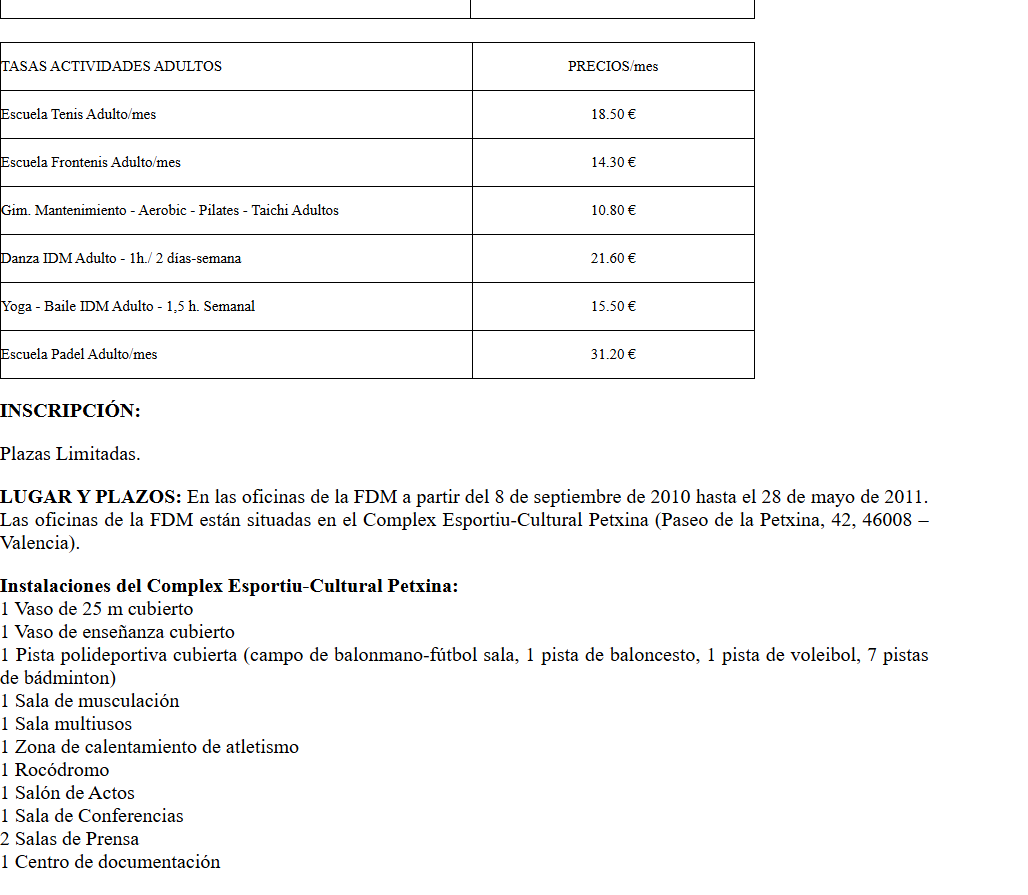 TASAS ACTIVIDADES ADULTOS PRECIOS/mes
Escuela Tenis Adulto/mes 18.50 €
Escuela Frontenis Adulto/mes 14.30 €
Gim. Mantenimiento - Aerobic - Pilates - Taichi Adultos 10.80 €
Danza IDM Adulto - 1h./ 2 días-semana 21.60 €
Yoga - Baile IDM Adulto - 1,5 h. Semanal 15.50 €
Escuela Padel Adulto/mes 31.20 €
INSCRIPCIÓN:
Plazas Limitadas.
LUGAR Y PLAZOS: En las oficinas de la FDM a partir del 8 de septiembre de 2010 hasta el 28 de mayo de 2011.
Las oficinas de la FDM están situadas en el Complex Esportiu-Cultural Petxina (Paseo de la Petxina, 42, 46008 –
Valencia).
Instalaciones del Complex Esportiu-Cultural Petxina:
1 Vaso de 25 m cubierto
1 Vaso de enseñanza cubierto
1 Pista polideportiva cubierta (campo de balonmano-fútbol sala, 1 pista de baloncesto, 1 pista de voleibol, 7 pistas
de bádminton)
1 Sala de musculación
1 Sala multiusos
1 Zona de calentamiento de atletismo
1 Rocódromo
1 Salón de Actos
1 Sala de Conferencias
2 Salas de Prensa
1 Centro de documentación